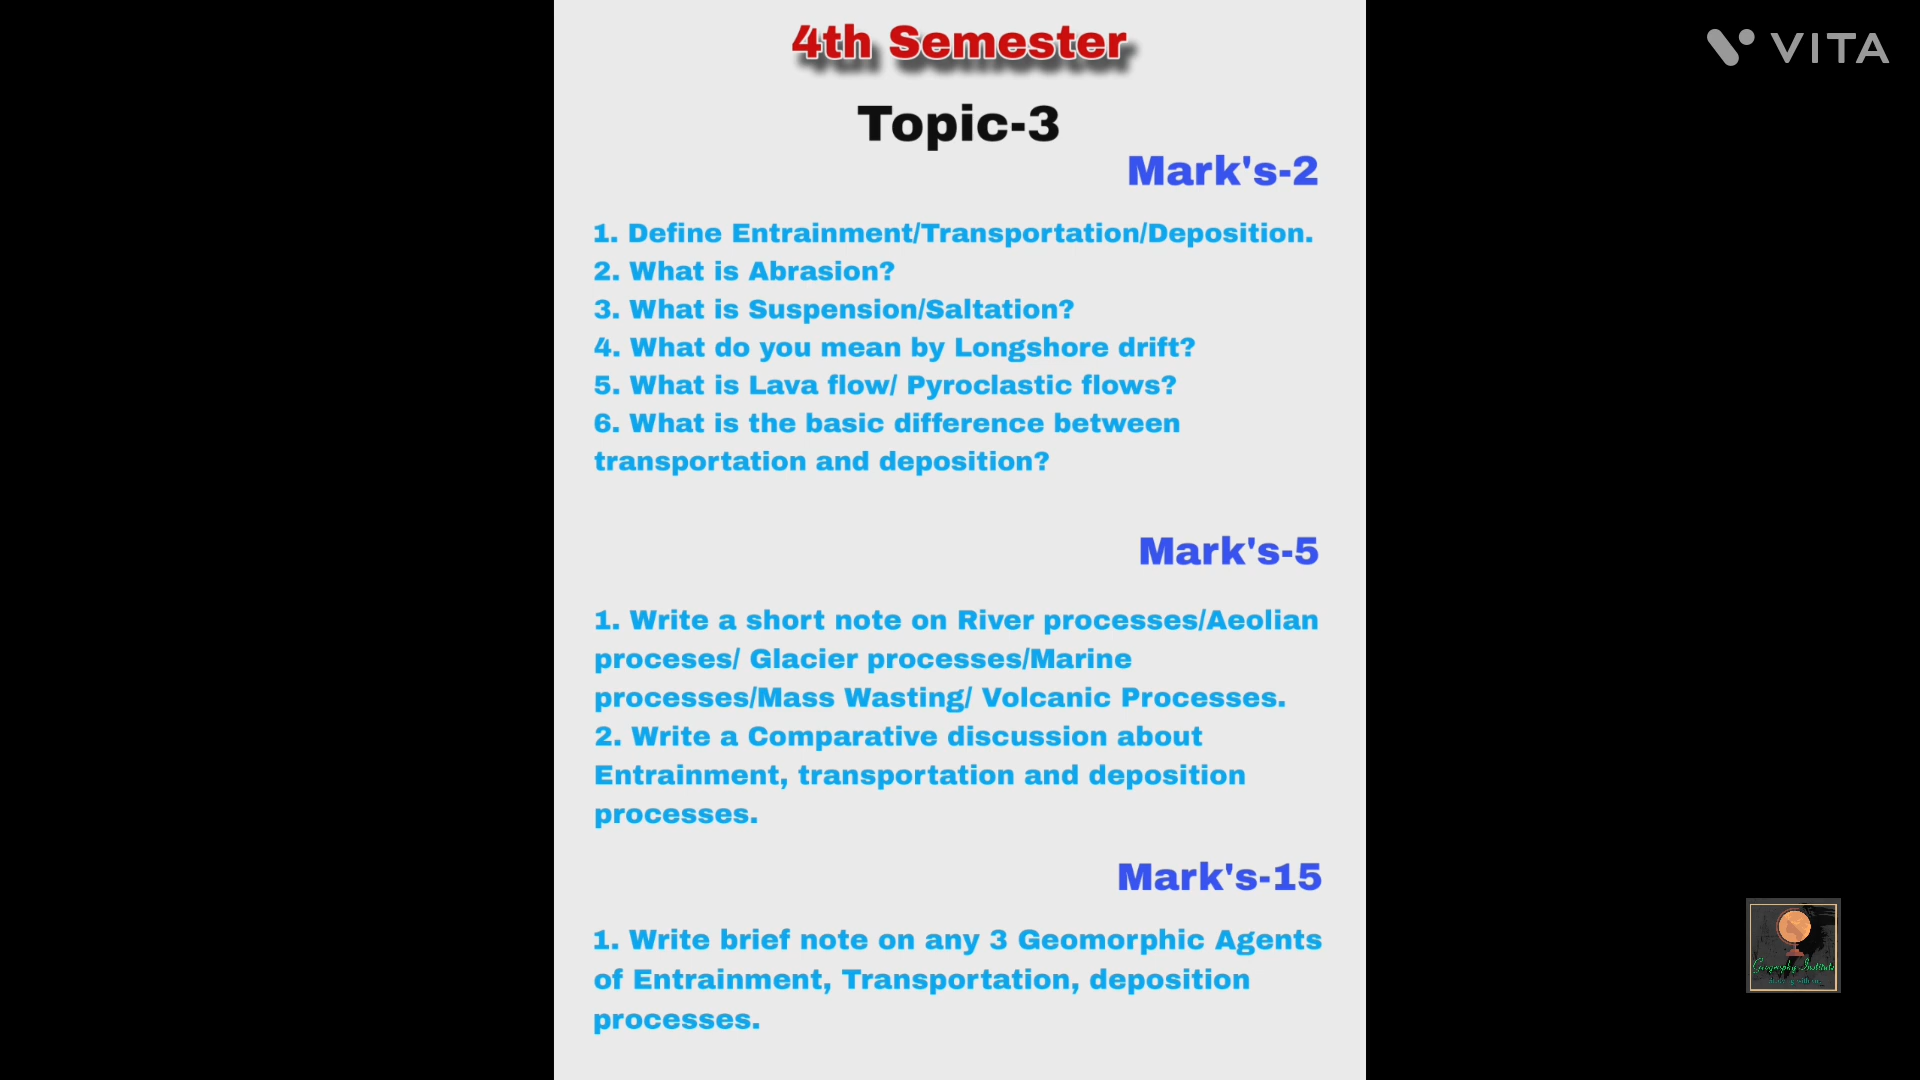 4th Semester
VITA
Topic-3
Mark's-2
1. Define Entrainment/Transportation/Deposition.
2. What is Abrasion?
3. What is Suspension/Saltation?
4. What do you mean by Longshore drift?
5. What is Lava flow/ Pyroclastic flows?
6. What is the basic difference between
transportation and deposition?
Mark's-5
1. Write a short note on River processes/Aeolian
proceses/ Glacier processes/Marine
processes/Mass Wasting/ Volcanic Processes.
2. Write a Comparative discussion about
Entrainment, transportation and deposition
processes.
Mark's-15
1. Write brief note on any 3 Geomorphic Agents
of Entrainment, Transportation, deposition
processes.
Geography Institute